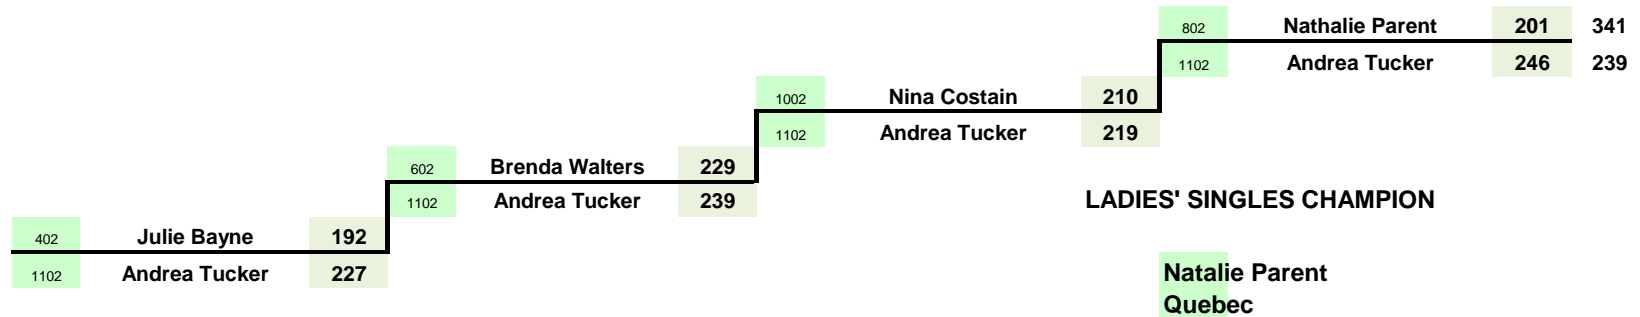 802 Nathalie Parent 201 341
1102 Andrea Tucker 246 239
1002 Nina Costain 210
1102 Andrea Tucker 219
602 Brenda Walters 229
1102 Andrea Tucker 239
LADIES' SINGLES CHAMPION
402 Julie Bayne 192
1102 Andrea Tucker 227
Natalie Parent
Quebec